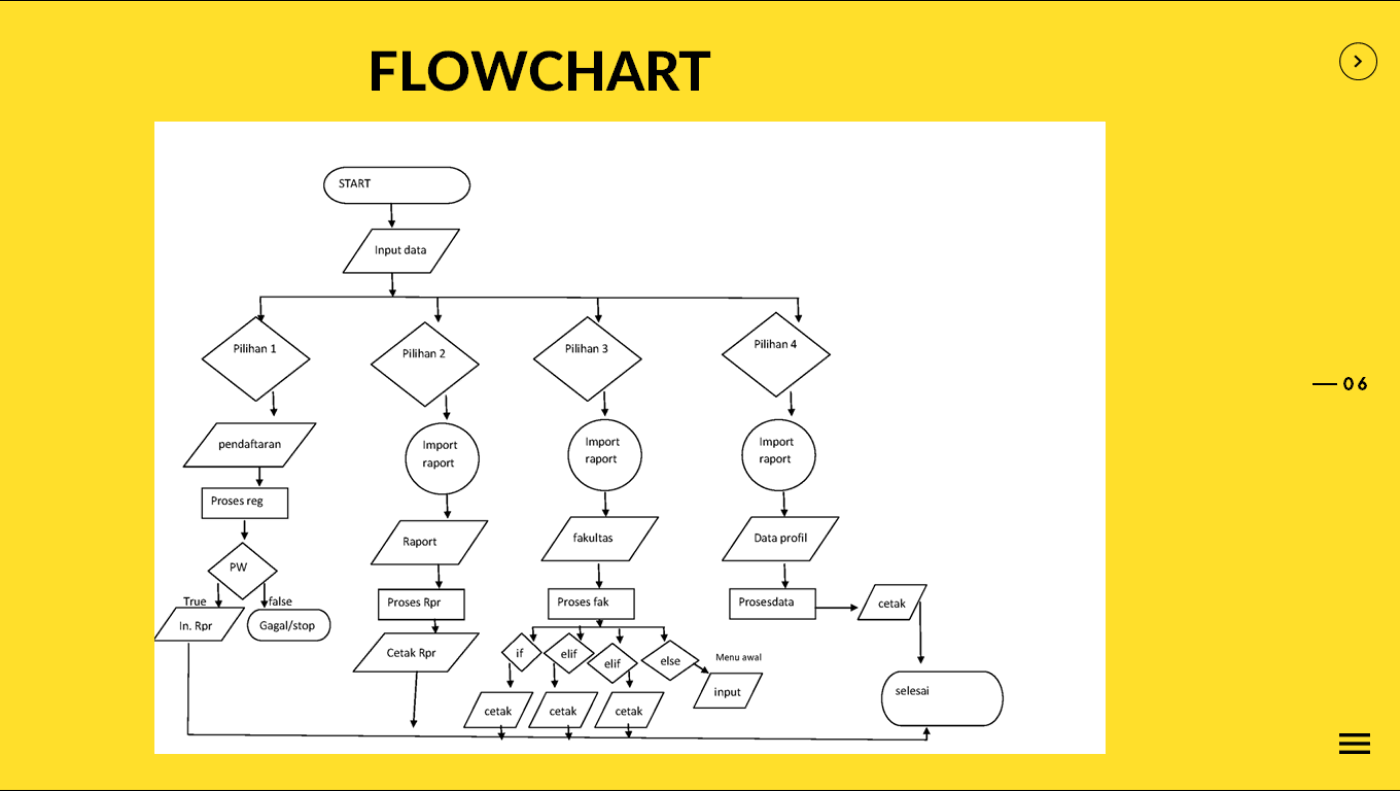 FLOWCHART
START
Input data
Pilihan 1
Pilihan 2
Pilihan 3
Pilihan 4
pendaftaran
Import
raport
Import
raport
Import
raport
Proses reg
Raport
fakultas
Data profil
PW
True
false
In. Rpr
Gagal/stop
Proses Rpr
Proses fak
Prosesdata
cetak
Cetak Rpr
if
elif
elif
else
Menu awal
input
cetak
cetak
cetak
selesai
06